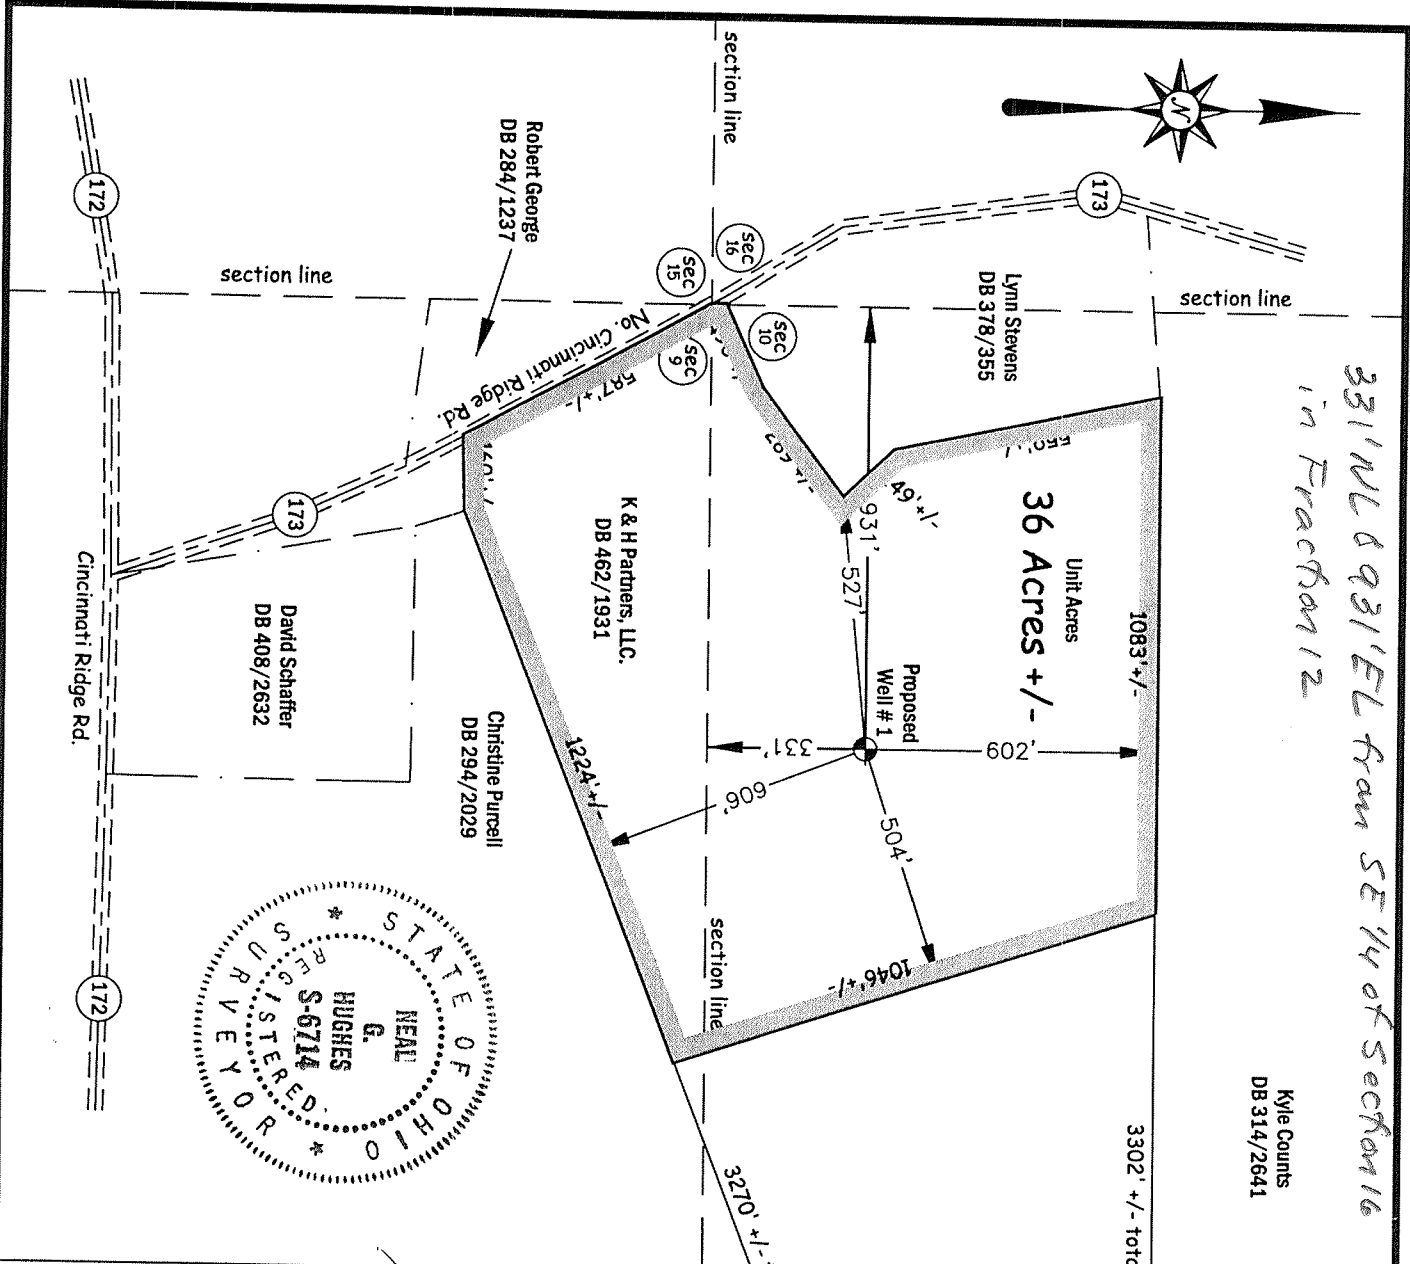 331' NL & 931' EL from SE 1/4 of Section 16
in Fraction 12
Kyle Counts
DB 314/2641
3302' +/- tota
section line
N
173
Lynn Stevens
DB 378/355
1083'+/-
Unit Acres
36 Acres +/-
49' +/-
931'
527'
Proposed
Well # 1
602'
504'
331'
606'
1046'+/-
sec
10
sec
16
sec
15
sec
9
section line
section line
3270' +/-
No. Cincinnati Ridge Rd.
587'+/-
K & H Partners, LLC.
DB 462/1931
1224'+/-
Robert George
DB 284/1237
Christine Purcell
DB 294/2029
section line
173
David Schaffer
DB 408/2632
STATE OF OHIO
REGISTERED
SURVEYOR
NEAL
G.
HUGHES
S-6714
172
Cincinnati Ridge Rd.
172